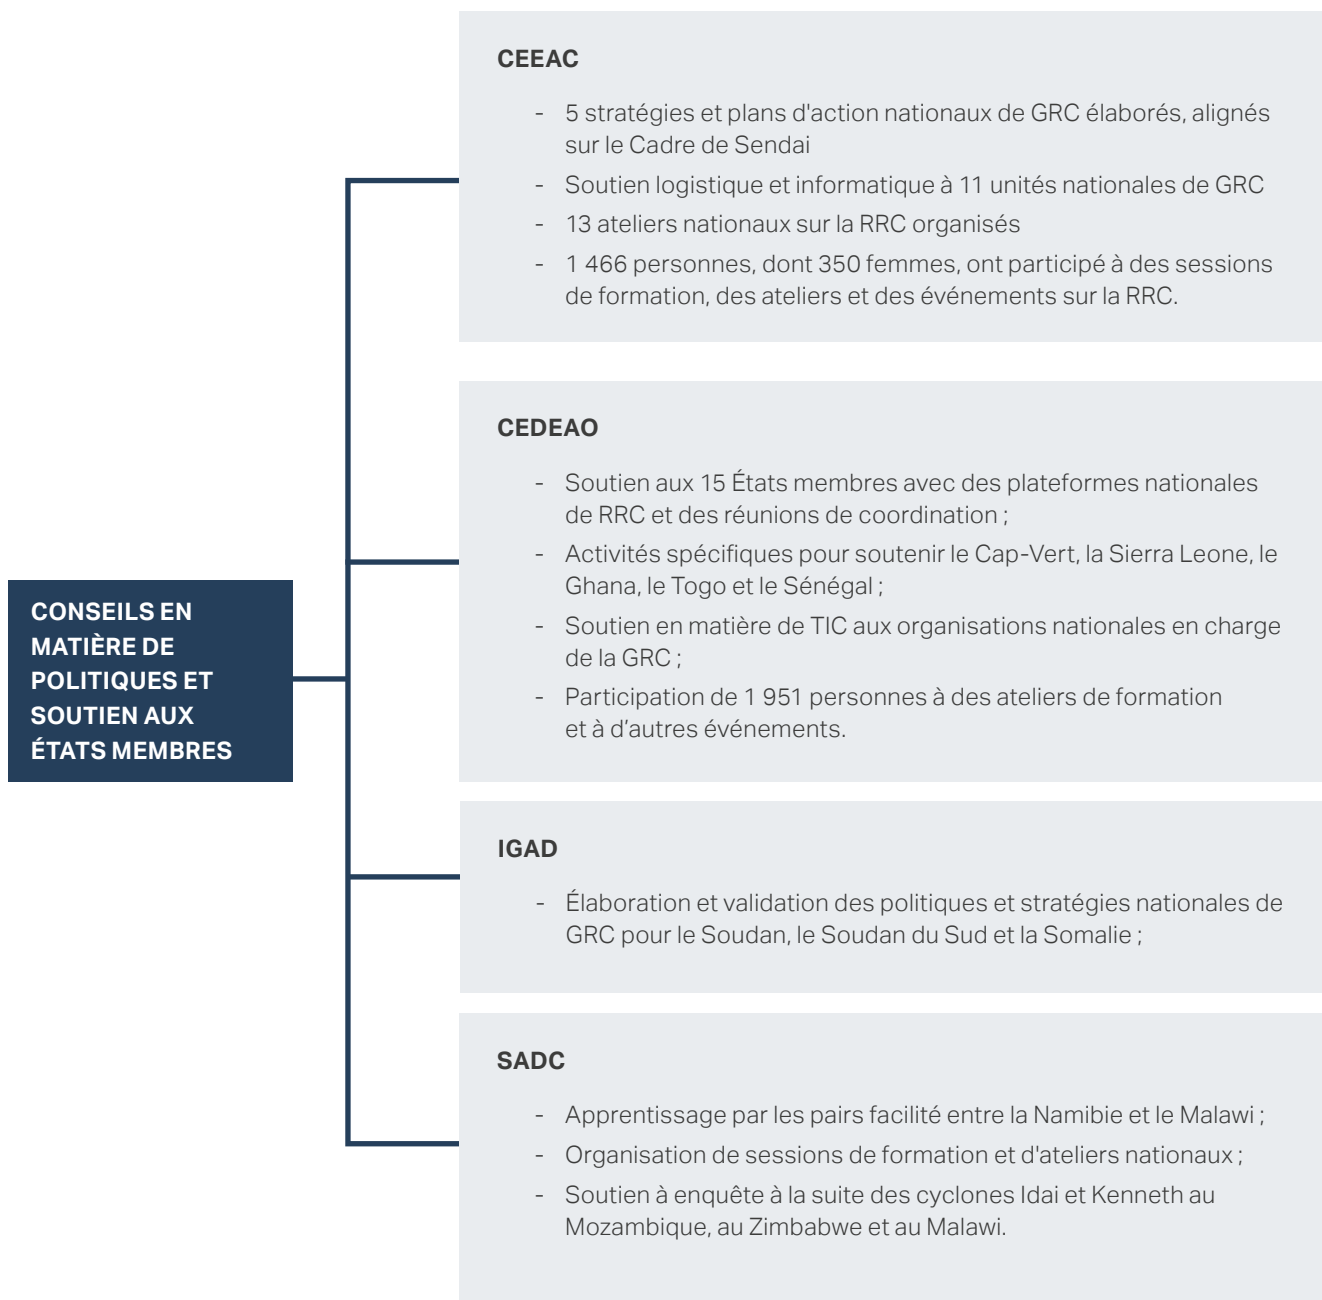 CONSEILS EN
MATIÈRE DE
POLITIQUES ET
SOUTIEN AUX
ÉTATS MEMBRES
CEEAC
- 5 stratégies et plans d'action nationaux de GRC élaborés, alignés
sur le Cadre de Sendai
- Soutien logistique et informatique à 11 unités nationales de GRC
- 13 ateliers nationaux sur la RRC organisés
- 1 466 personnes, dont 350 femmes, ont participé à des sessions
de formation, des ateliers et des événements sur la RRC.
CEDEAO
- Soutien aux 15 États membres avec des plateformes nationales
de RRC et des réunions de coordination ;
- Activités spécifiques pour soutenir le Cap-Vert, la Sierra Leone, le
Ghana, le Togo et le Sénégal ;
- Soutien en matière de TIC aux organisations nationales en charge
de la GRC ;
- Participation de 1 951 personnes à des ateliers de formation
et à d’autres événements.
IGAD
- Élaboration et validation des politiques et stratégies nationales de
GRC pour le Soudan, le Soudan du Sud et la Somalie ;
SADC
- Apprentissage par les pairs facilité entre la Namibie et le Malawi ;
- Organisation de sessions de formation et d'ateliers nationaux ;
- Soutien à enquête à la suite des cyclones Idai et Kenneth au
Mozambique, au Zimbabwe et au Malawi.